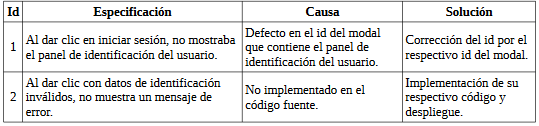 Id Especificación Causa Solución
1 Al dar clic en iniciar sesión, no mostraba el panel de identificación del usuario. Defecto en el id del modal que contiene el panel de identificación del usuario. Corrección del id por el respectivo id del modal.
2 Al dar clic con datos de identificación inválidos, no muestra un mensaje de error. No implementado en el código fuente. Implementación de su respectivo código y despliegue.